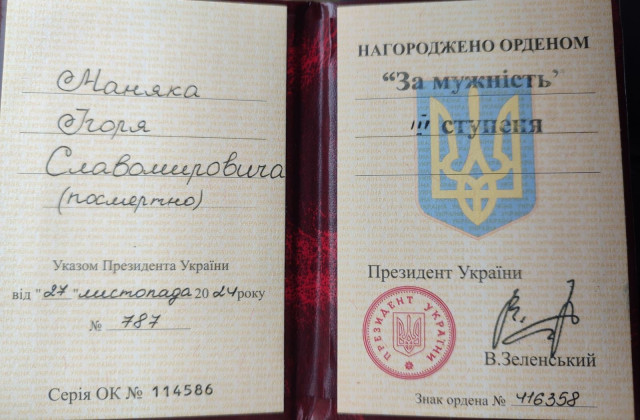 Маняка
Ігоря
Славомировича
(посмертно)
Указом Президента України
від "27" листопада 2024 року
№ 787
Серія ОК № 114586
НАГОРОДЖЕНО ОРДЕНОМ
“За мужність”
III ступеня
Президент України
ПРЕЗИДЕНТ УКРАЇНИ
В.Зеленський
Знак ордена № 416358